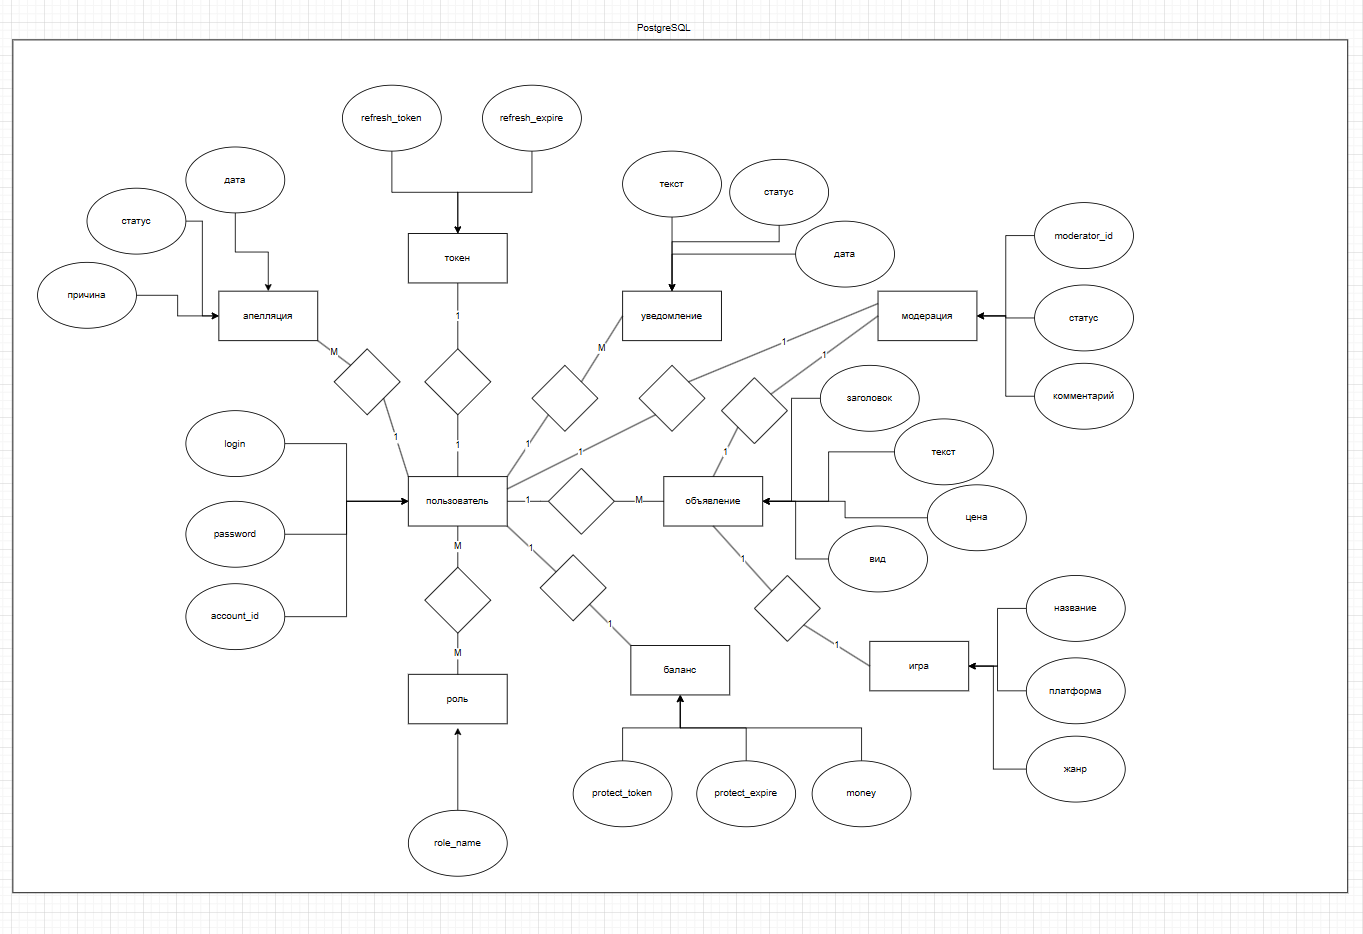 PostgreSQL
refresh_token
refresh_expire
дата
текст
статус
статус
дата
moderator_id
токен
причина
апелляция
уведомление
модерация
статус
1
1
M
M
1
комментарий
заголовок
login
1
1
1
1
1
текст
пользователь
1
M
объявление
цена
password
M
1
1
вид
account_id
название
1
1
M
баланс
игра
роль
платформа
жанр
protect_token
protect_expire
money
role_name